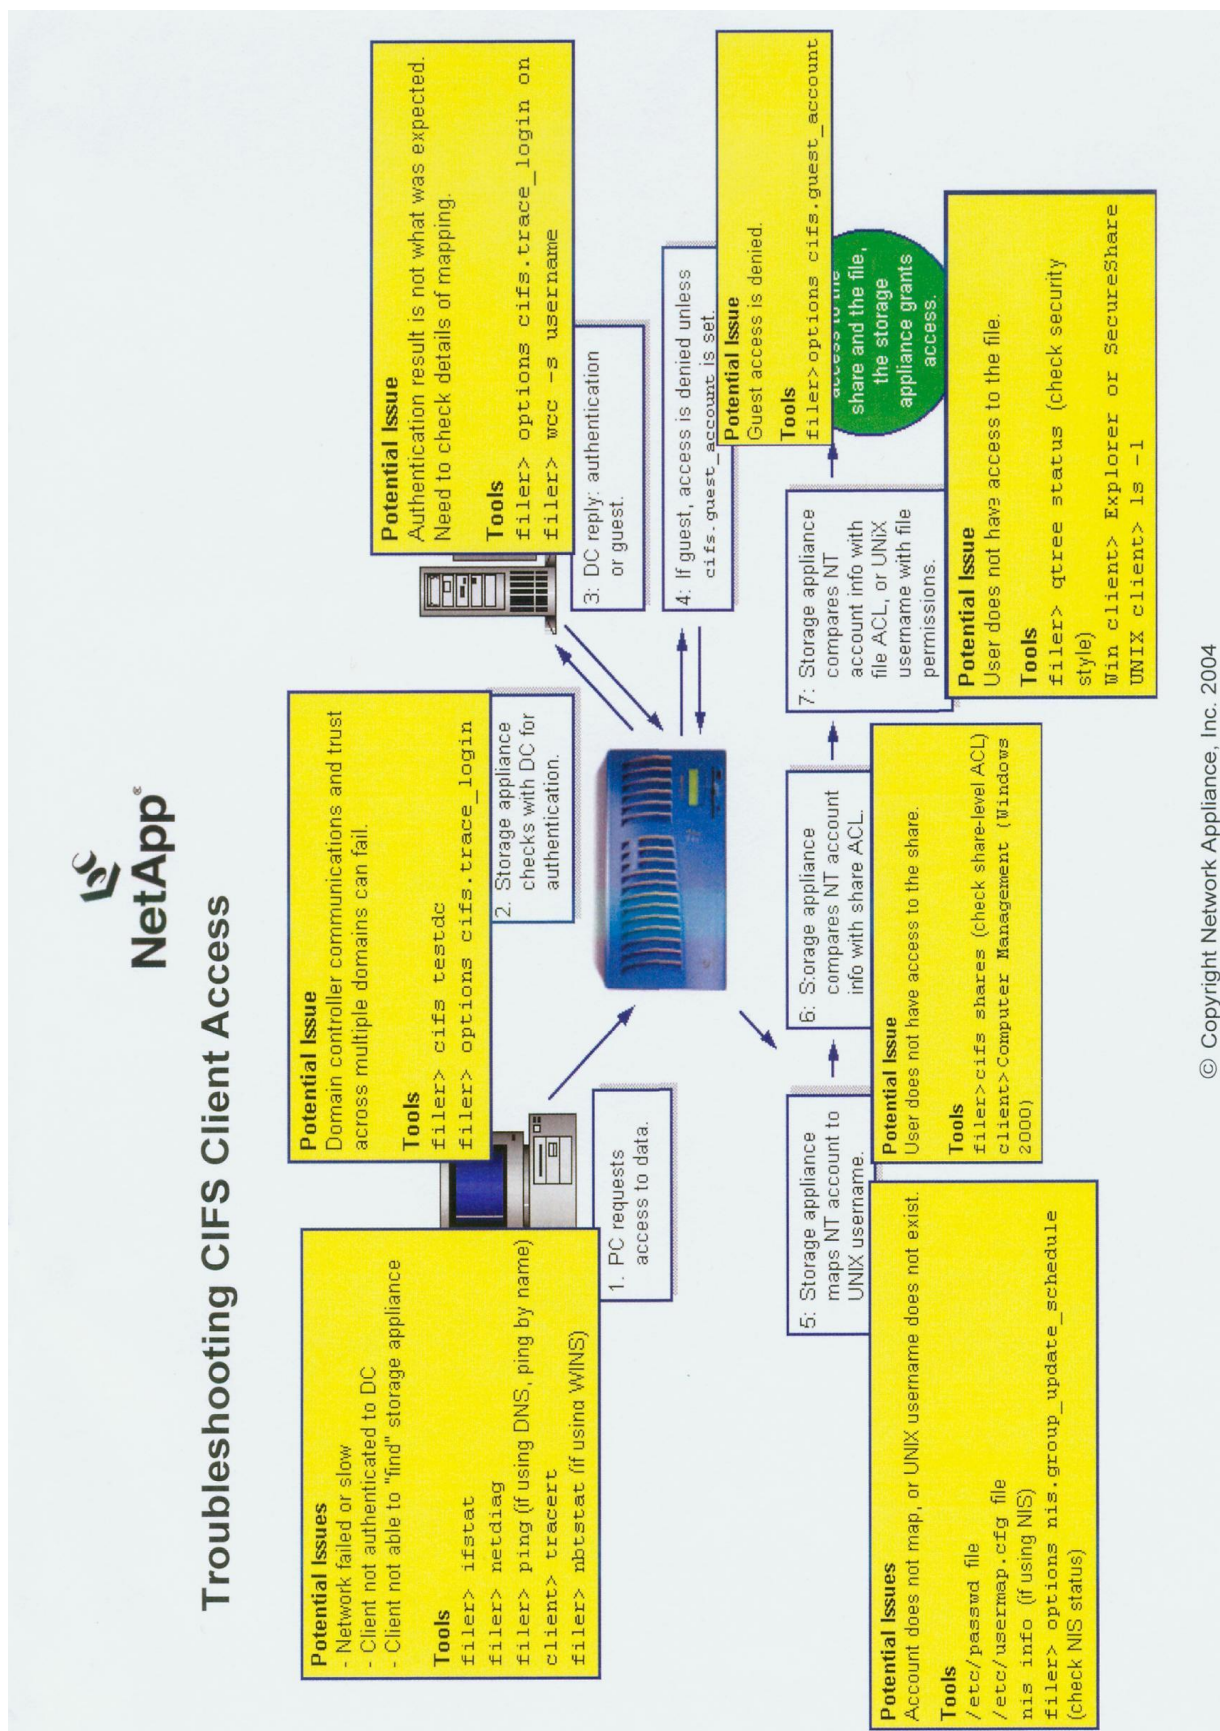 NetApp®
Troubleshooting CIFS Client Access
Potential Issues
- Network failed or slow
- Client not authenticated to DC
- Client not able to "find" storage appliance
Tools
filer> ifstat
filer> netdiag
filer> ping (if using DNS, ping by name)
client> tracert
filer> nbtstat (if using WINS)
1. PC requests
access to data.
Potential Issue
Domain controller communications and trust
across multiple domains can fail.
Tools
filer> cifs testdc
filer> options cifs.trace_login
2. Storage appliance
checks with DC for
authentication.
Potential Issue
Authentication result is not what was expected.
Need to check details of mapping.
Tools
filer> options cifs.trace_login on
filer> wcc -s username
3: DC reply: authentication
or guest.
4: If guest, access is denied unless
cifs.guest_account is set.
Potential Issue
Guest access is denied.
Tools
filer>options cifs.guest_account
5: Storage appliance
maps NT account to
UNIX username.
Potential Issues
Account does not map, or UNIX username does not exist.
Tools
/etc/passwd file
/etc/usermap.cfg file
nis info (if using NIS)
filer> options nis.group_update_schedule
(check NIS status)
6: Storage appliance
compares NT account
info with share ACL.
Potential Issue
User does not have access to the share.
Tools
filer>cifs shares (check share-level ACL)
client>Computer Management (Windows
2000)
7: Storage appliance
compares NT
account info with
file ACL, or UNIX
username with file
permissions.
Potential Issue
User does not have access to the file.
Tools
filer> qtree status (check security
style)
Win client> Explorer or SecureShare
UNIX client> ls -l
access to the
share and the file,
the storage
appliance grants
access.
© Copyright Network Appliance, Inc. 2004